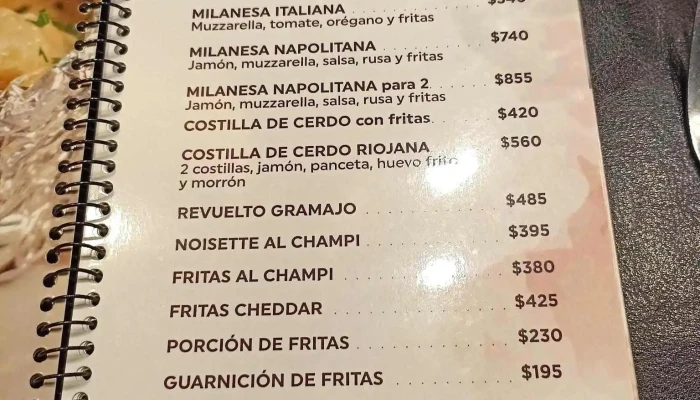 MILANESA ITALIANA
Muzzarella, tomate, orégano y fritas
MILANESA NAPOLITANA $740
Jamón, muzzarella, salsa, rusa y fritas
MILANESA NAPOLITANA para 2 $855
Jamón, muzzarella, salsa, rusa y fritas
COSTILLA DE CERDO con fritas $420
COSTILLA DE CERDO RIOJANA $560
2 costillas, jamón, panceta, huevo frito
y morrón
REVUELTO GRAMAJO $485
NOISETTE AL CHAMPI $395
FRITAS AL CHAMPI $380
FRITAS CHEDDAR $425
PORCIÓN DE FRITAS $230
GUARNICIÓN DE FRITAS $195